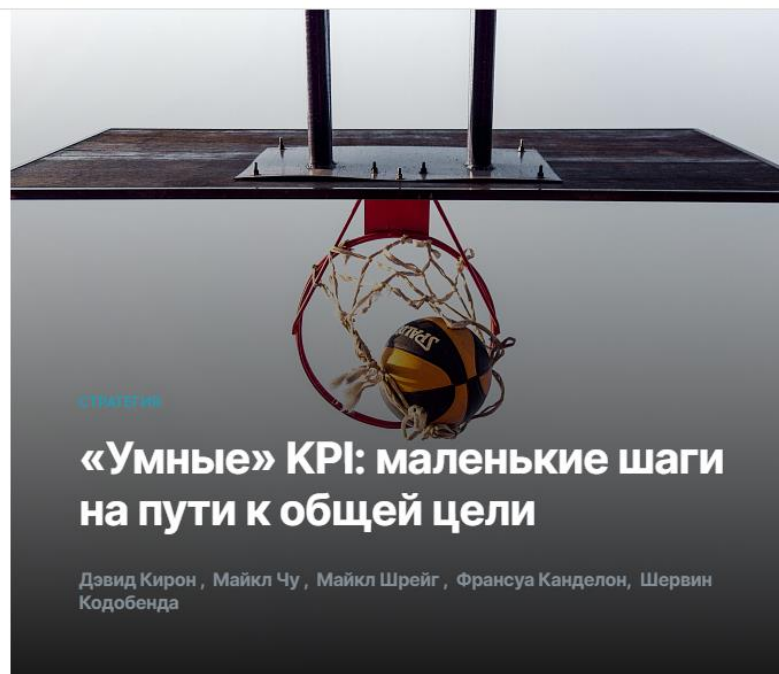 SPALDING
СТРАТЕГИЯ
«Умные» KPI: маленькие шаги
на пути к общей цели
Дэвид Кирон , Майкл Чу , Майкл Шрейг , Франсуа Канделон, Шервин
Кодобенда